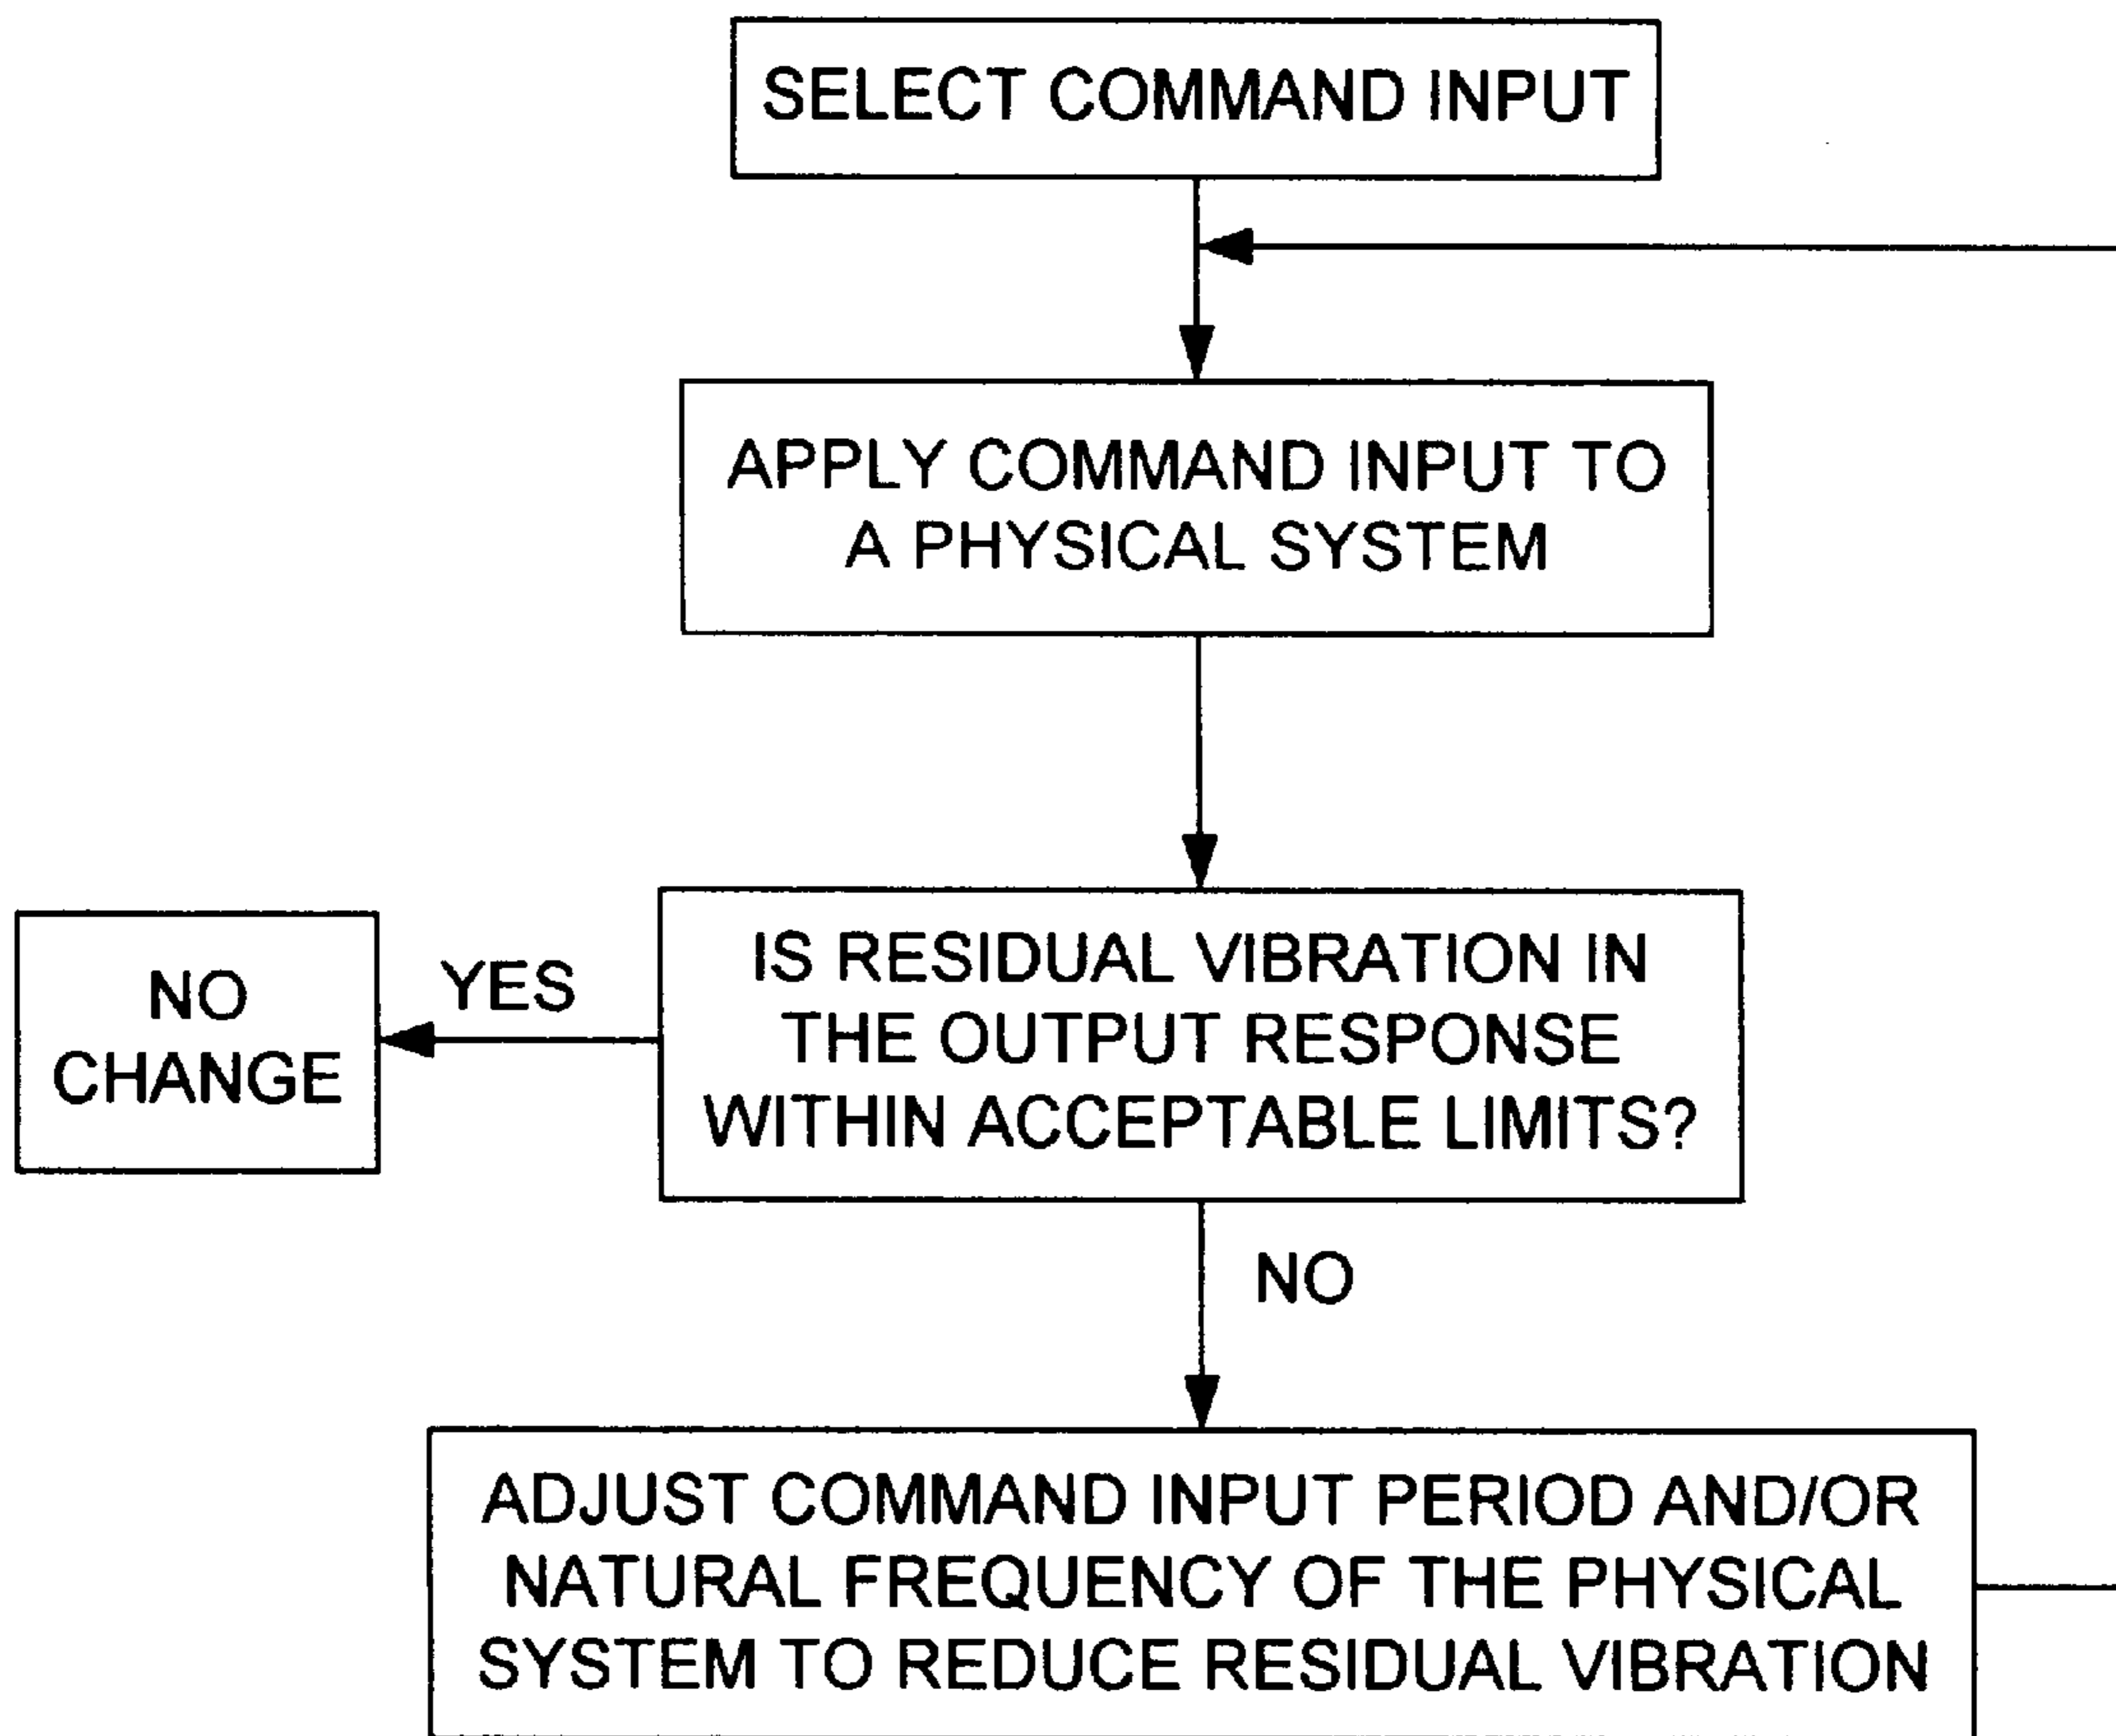 SELECT COMMAND INPUT
APPLY COMMAND INPUT TO
A PHYSICAL SYSTEM
IS RESIDUAL VIBRATION IN
THE OUTPUT RESPONSE
WITHIN ACCEPTABLE LIMITS?
YES
NO
CHANGE
NO
ADJUST COMMAND INPUT PERIOD AND/OR
NATURAL FREQUENCY OF THE PHYSICAL
SYSTEM TO REDUCE RESIDUAL VIBRATION